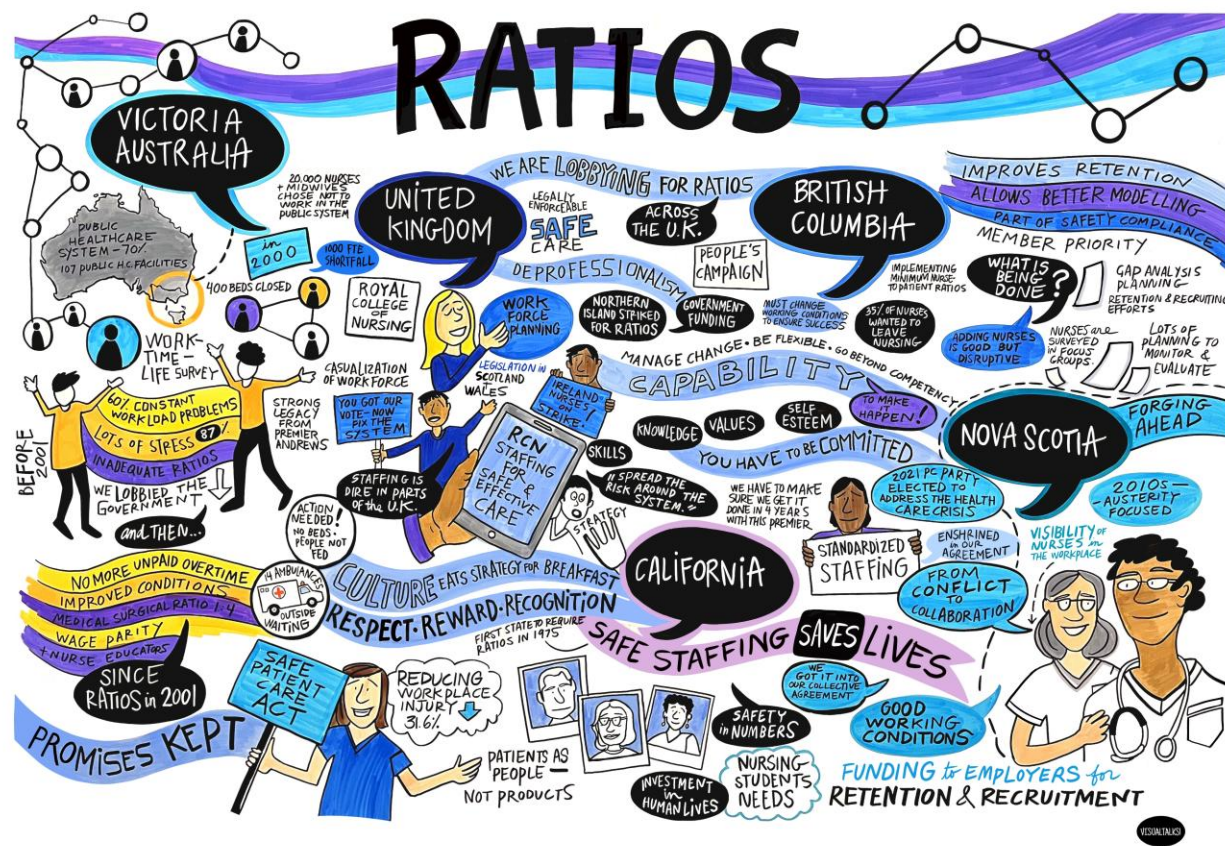 RATIOS
VICTORIA
AUSTRALIA
20,000 NURSES
+ MIDWIVES
CHOSE NOT TO
WORK IN THE
PUBLIC SYSTEM
PUBLIC
HEALTHCARE
SYSTEM - 70%
107 PUBLIC H.C. FACILITIES
in
2000
1000 FTE
SHORTFALL
400 BEDS CLOSED
WORK-
TIME-
LIFE SURVEY
BEFORE
2001
60% CONSTANT
WORKLOAD PROBLEMS
LOTS OF STRESS 87%
INADEQUATE RATIOS
WE LOBBIED THE
GOVERNMENT
and THEN...
STRONG
LEGACY
FROM
PREMIER
ANDREWS
NO MORE UNPAID OVERTIME
IMPROVED CONDITIONS
MEDICAL SURGICAL RATIO 1:4
WAGE PARITY
+ NURSE EDUCATORS
SINCE
RATIOS in 2001
PROMISES KEPT
UNITED
KINGDOM
WE ARE LOBBYING FOR RATIOS
LEGALLY
ENFORCEABLE
SAFE
CARE
ACROSS
THE U.K.
PEOPLE'S
CAMPAIGN
DEPROFESSIONALISM
ROYAL
COLLEGE
of
NURSING
WORK
FORCE
PLANNING
NORTHERN
ISLAND STRIKED
FOR RATIOS
GOVERNMENT
FUNDING
CASUALIZATION
OF WORKFORCE
LEGISLATION IN
SCOTLAND
+
WALES
YOU GOT OUR
VOTE-NOW
FIX THE
SYSTEM
IRELAND-
NURSES
ON
STRIKE!
STAFFING IS
DIRE IN PARTS
of the U.K.
RCN
STAFFING
FOR
SAFE &
EFFECTIVE
CARE
ACTION
NEEDED!
NO BEDS-
PEOPLE NOT
FED
14 AMBULANCES
OUTSIDE
WAITING
MANAGE CHANGE • BE FLEXIBLE • GO BEYOND COMPETENCY
CAPABILITY
TO MAKE
IT
HAPPEN!
SKILLS
KNOWLEDGE
VALUES
SELF
ESTEEM
YOU HAVE TO BE COMMITTED
"SPREAD THE
RISK AROUND THE
SYSTEM."
STRATEGY
CULTURE EATS STRATEGY FOR BREAKFAST
RESPECT • REWARD • RECOGNITION
BRITISH
COLUMBIA
IMPROVES RETENTION
ALLOWS BETTER MODELLING
PART OF SAFETY COMPLIANCE
MEMBER PRIORITY
IMPLEMENTING
MINIMUM NURSE-
TO PATIENT RATIOS
WHAT IS
BEING
DONE?
GAP ANALYSIS
PLANNING
RETENTION & RECRUITING
EFFORTS
MUST CHANGE
WORKING CONDITIONS
TO ENSURE SUCCESS
35% OF NURSES
WANTED TO
LEAVE
NURSING
ADDING NURSES
IS GOOD BUT
DISRUPTIVE
NURSES are
SURVEYED
IN FOCUS
GROUPS
LOTS OF
PLANNING TO
MONITOR &
EVALUATE
NOVA SCOTIA
FORGING
AHEAD
2010s-
-AUSTERITY
FOCUSED
2021 PC PARTY
ELECTED TO
ADDRESS THE HEALTH
CARE CRISIS
WE HAVE TO MAKE
SURE WE GET IT
DONE IN 4 YEARS
WITH THIS PREMIER
STANDARDIZED
STAFFING
ENSHRINED
in OUR
AGREEMENT
VISIBILITY of
NURSES in
THE WORKPLACE
FROM
CONFLICT
TO
COLLABORATION
WE
GOT IT INTO
OUR COLLECTIVE
AGREEMENT
GOOD
WORKING
CONDITIONS
FUNDING to EMPLOYERS for
RETENTION & RECRUITMENT
CALIFORNIA
SAFE STAFFING SAVES LIVES
FIRST STATE TO REQUIRE
RATIOS IN 1975
SAFE
PATIENT
CARE
ACT
REDUCING
WORKPLACE
INJURY
31.6%
PATIENTS AS
PEOPLE —
NOT PRODUCTS
SAFETY
in NUMBERS
INVESTMENT
in
HUMAN LIVES
NURSING-
STUDENTS
NEEDS
VISUALTALKS!